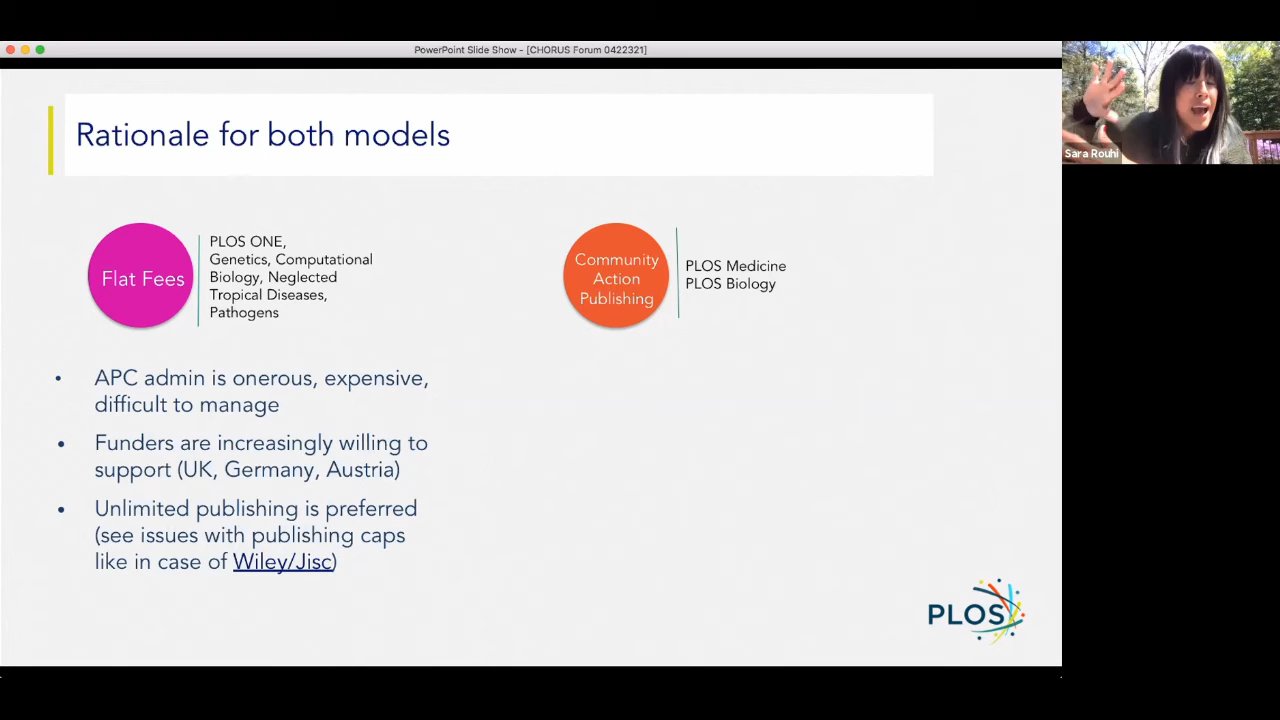 PowerPoint Slide Show - [CHORUS Forum 0422321]
Rationale for both models
Flat Fees
PLOS ONE,
Genetics, Computational
Biology, Neglected
Tropical Diseases,
Pathogens
Community
Action
Publishing
PLOS Medicine
PLOS Biology
• APC admin is onerous, expensive,
difficult to manage
• Funders are increasingly willing to
support (UK, Germany, Austria)
• Unlimited publishing is preferred
(see issues with publishing caps
like in case of Wiley/Jisc)
PLOS
Sara Rouhi